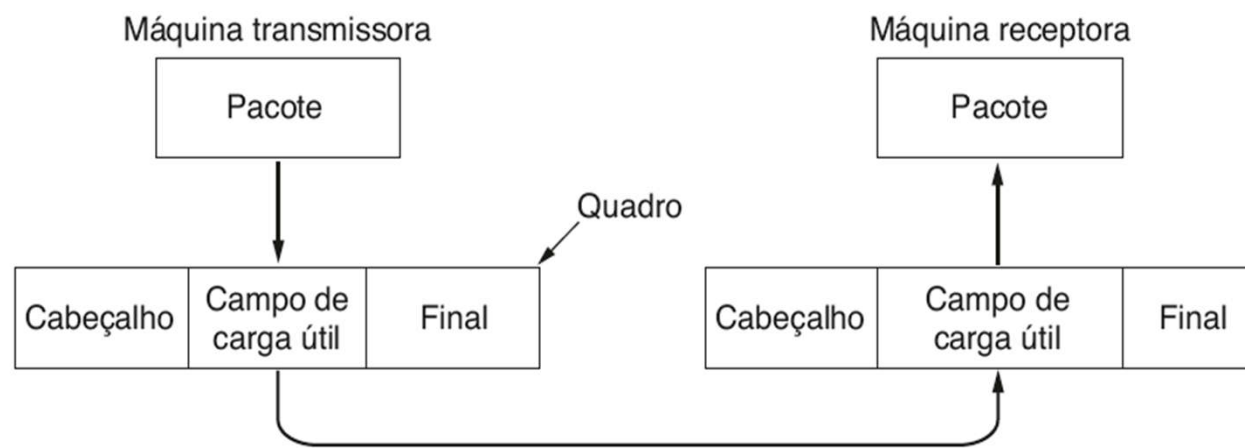 Máquina transmissora
Máquina receptora
Pacote
Pacote
Quadro
Cabeçalho
Campo de
carga útil
Final
Cabeçalho
Campo de
carga útil
Final